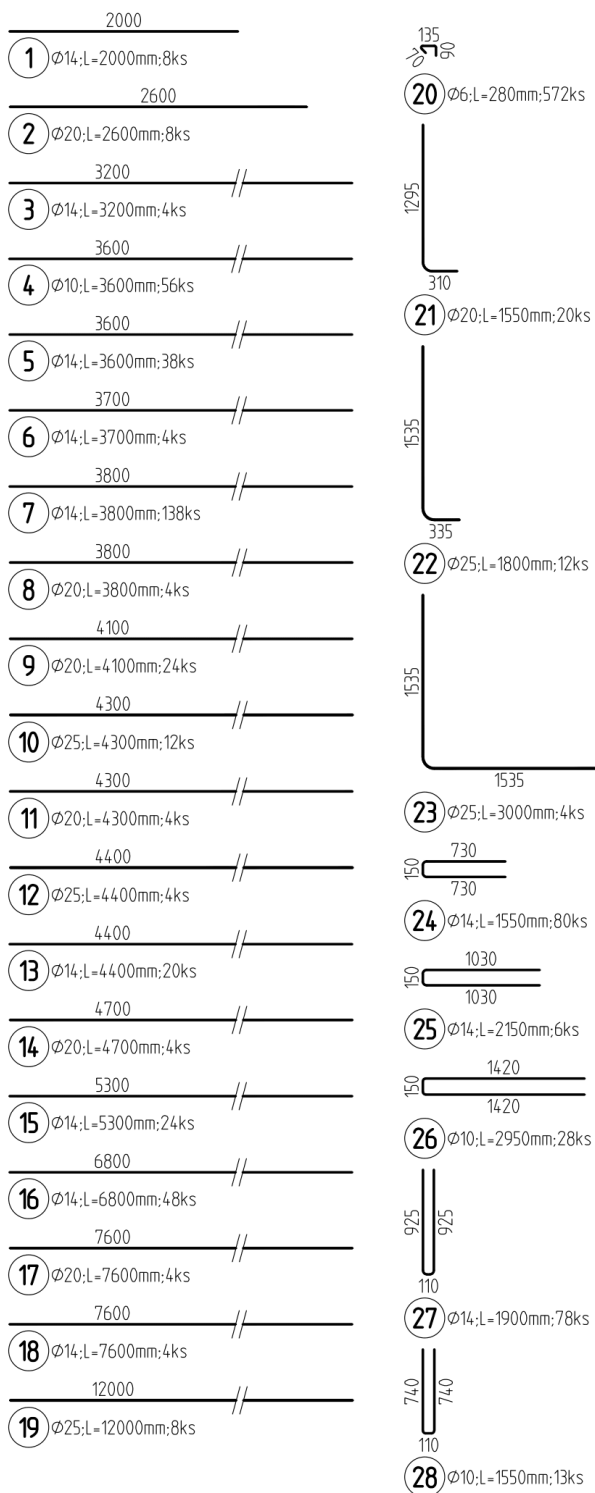 2000
1 Ø14;L=2000mm;8ks
2600
2 Ø20;L=2600mm;8ks
3200
3 Ø14;L=3200mm;4ks
3600
4 Ø10;L=3600mm;56ks
3600
5 Ø14;L=3600mm;38ks
3700
6 Ø14;L=3700mm;4ks
3800
7 Ø14;L=3800mm;138ks
3800
8 Ø20;L=3800mm;4ks
4100
9 Ø20;L=4100mm;24ks
4300
10 Ø25;L=4300mm;12ks
4300
11 Ø20;L=4300mm;4ks
4400
12 Ø25;L=4400mm;4ks
4400
13 Ø14;L=4400mm;20ks
4700
14 Ø20;L=4700mm;4ks
5300
15 Ø14;L=5300mm;24ks
6800
16 Ø14;L=6800mm;48ks
7600
17 Ø20;L=7600mm;4ks
7600
18 Ø14;L=7600mm;4ks
12000
19 Ø25;L=12000mm;8ks
135
70
90
20 Ø6;L=280mm;572ks
1295
310
21 Ø20;L=1550mm;20ks
1535
335
22 Ø25;L=1800mm;12ks
1535
1535
23 Ø25;L=3000mm;4ks
730
150
730
24 Ø14;L=1550mm;80ks
1030
150
1030
25 Ø14;L=2150mm;6ks
1420
150
1420
26 Ø10;L=2950mm;28ks
925
925
110
27 Ø14;L=1900mm;78ks
740
740
110
28 Ø10;L=1550mm;13ks